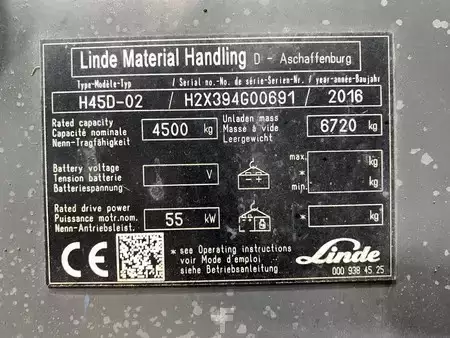 Linde Material Handling D - Aschaffenburg
Type-Modèle-Typ / Serial no.-No. de série-Serien-Nr. / year-année-Baujahr
H45D-02 / H2X394G00691 / 2016
Rated capacity
Capacité nominale
Nenn-Tragfähigkeit
4500 kg
Unladen mass
Masse à vide
Leergewicht
6720 kg
Battery voltage
Tension batterie
Batteriespannung
V
max.
*
min.
kg
kg
Rated drive power
Puissance motr.nom.
Nenn-Antriebsleist.
55 kW
* kg
CE
* see Operating instructions
voir Mode d'emploi
siehe Betriebsanleitung
Linde
000 938 45 25